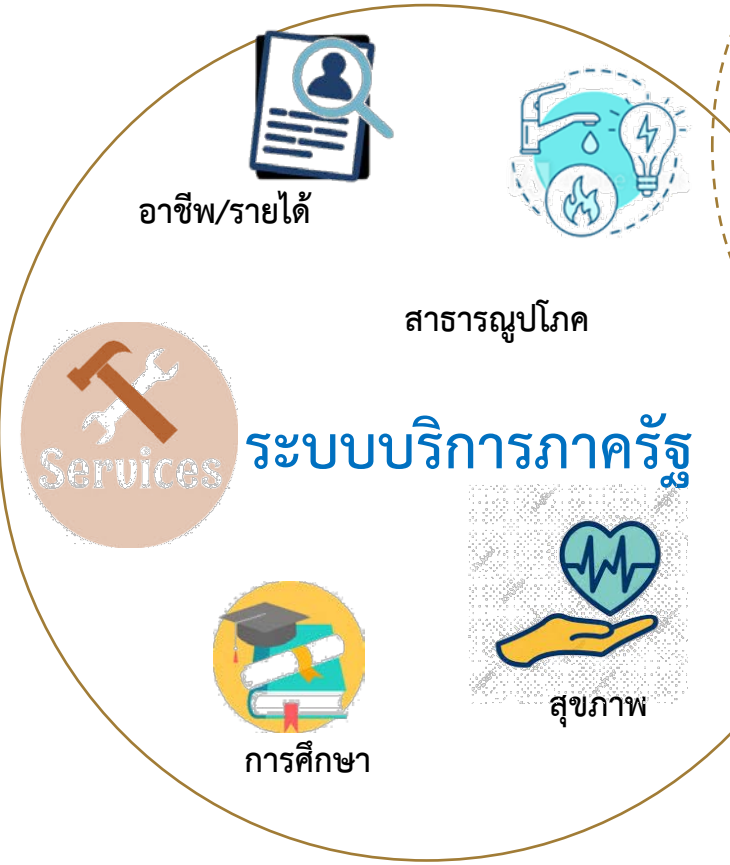 อาชีพ/รายได้
สาธารณูปโภค
Services
ระบบบริการภาครัฐ
สุขภาพ
การศึกษา